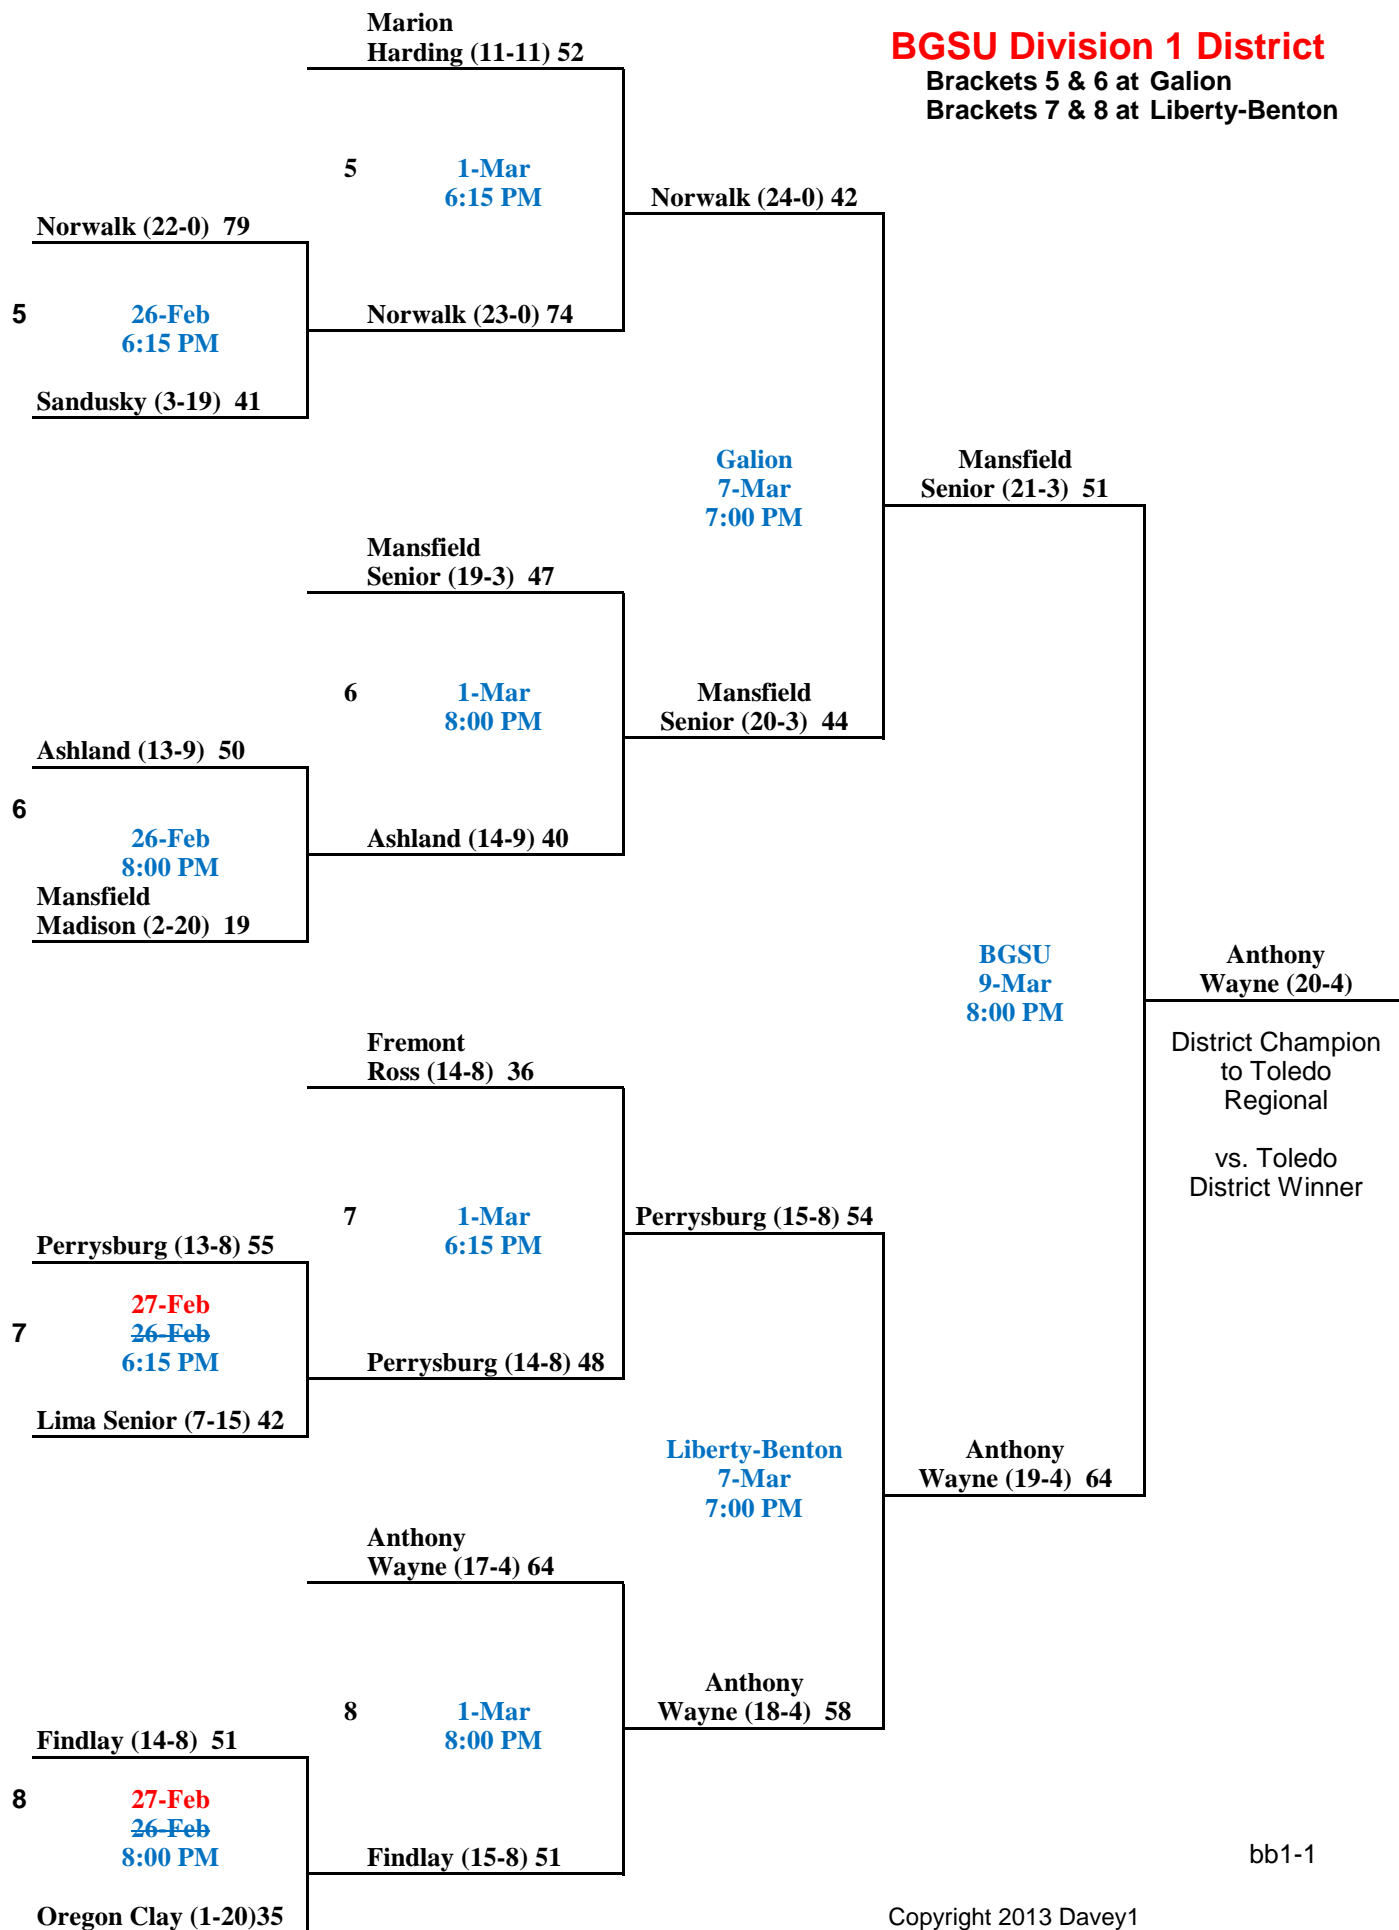 Marion
Harding (11-11) 52
BGSU Division 1 District
Brackets 5 & 6 at Galion
Brackets 7 & 8 at Liberty-Benton
5
1-Mar
6:15 PM
Norwalk (24-0) 42
Norwalk (22-0) 79
5
26-Feb
6:15 PM
Norwalk (23-0) 74
Sandusky (3-19) 41
Galion
7-Mar
7:00 PM
Mansfield
Senior (21-3) 51
Mansfield
Senior (19-3) 47
6
1-Mar
8:00 PM
Mansfield
Senior (20-3) 44
Ashland (13-9) 50
6
26-Feb
8:00 PM
Ashland (14-9) 40
Mansfield
Madison (2-20) 19
BGSU
9-Mar
8:00 PM
Anthony
Wayne (20-4)
District Champion
to Toledo
Regional
vs. Toledo
District Winner
Fremont
Ross (14-8) 36
7
1-Mar
6:15 PM
Perrysburg (15-8) 54
Perrysburg (13-8) 55
27-Feb
7
26-Feb
6:15 PM
Perrysburg (14-8) 48
Lima Senior (7-15) 42
Liberty-Benton
7-Mar
7:00 PM
Anthony
Wayne (19-4) 64
Anthony
Wayne (17-4) 64
8
1-Mar
8:00 PM
Anthony
Wayne (18-4) 58
Findlay (14-8) 51
8
27-Feb
26-Feb
8:00 PM
Findlay (15-8) 51
bb1-1
Oregon Clay (1-20)35
Copyright 2013 Davey1